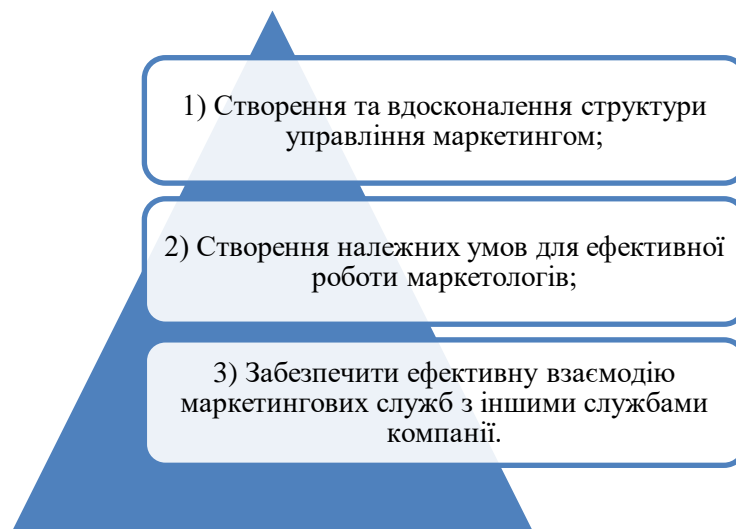 1) Створення та вдосконалення структури
управління маркетингом;
2) Створення належних умов для ефективної
роботи маркетологів;
3) Забезпечити ефективну взаємодію
маркетингових служб з іншими службами
компанії.